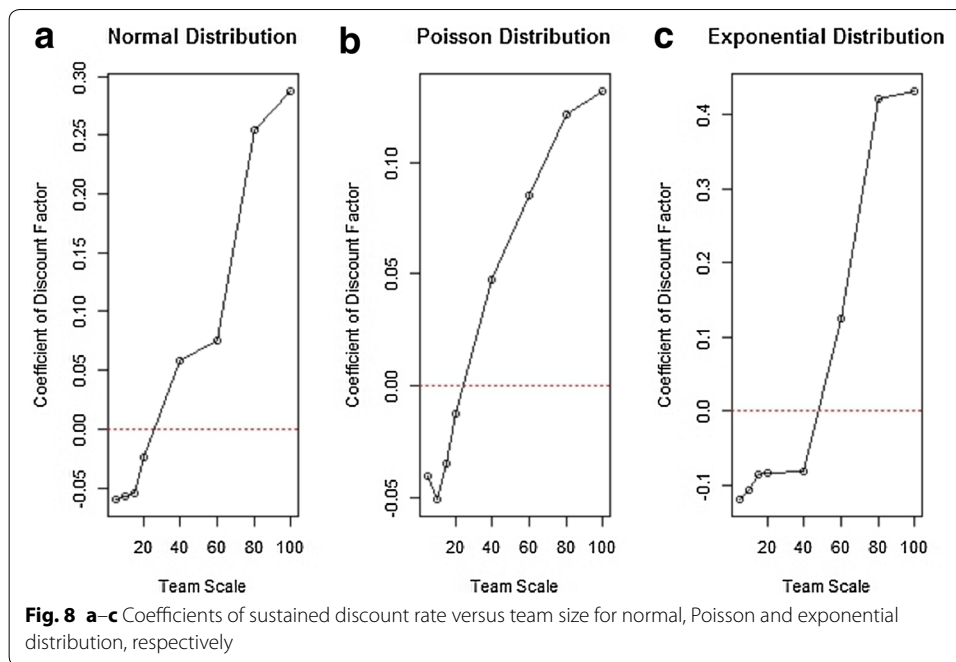 a Normal Distribution
Coefficient of Discount Factor
0.30
0.25
0.20
0.15
0.10
0.05
0.00
-0.05
20 40 60 80 100
Team Scale
b Poisson Distribution
Coefficient of Discount Factor
0.10
0.05
0.00
-0.05
20 40 60 80 100
Team Scale
c Exponential Distribution
Coefficient of Discount Factor
0.4
0.3
0.2
0.1
0.0
-0.1
20 40 60 80 100
Team Scale
Fig. 8 a–c Coefficients of sustained discount rate versus team size for normal, Poisson and exponential
distribution, respectively